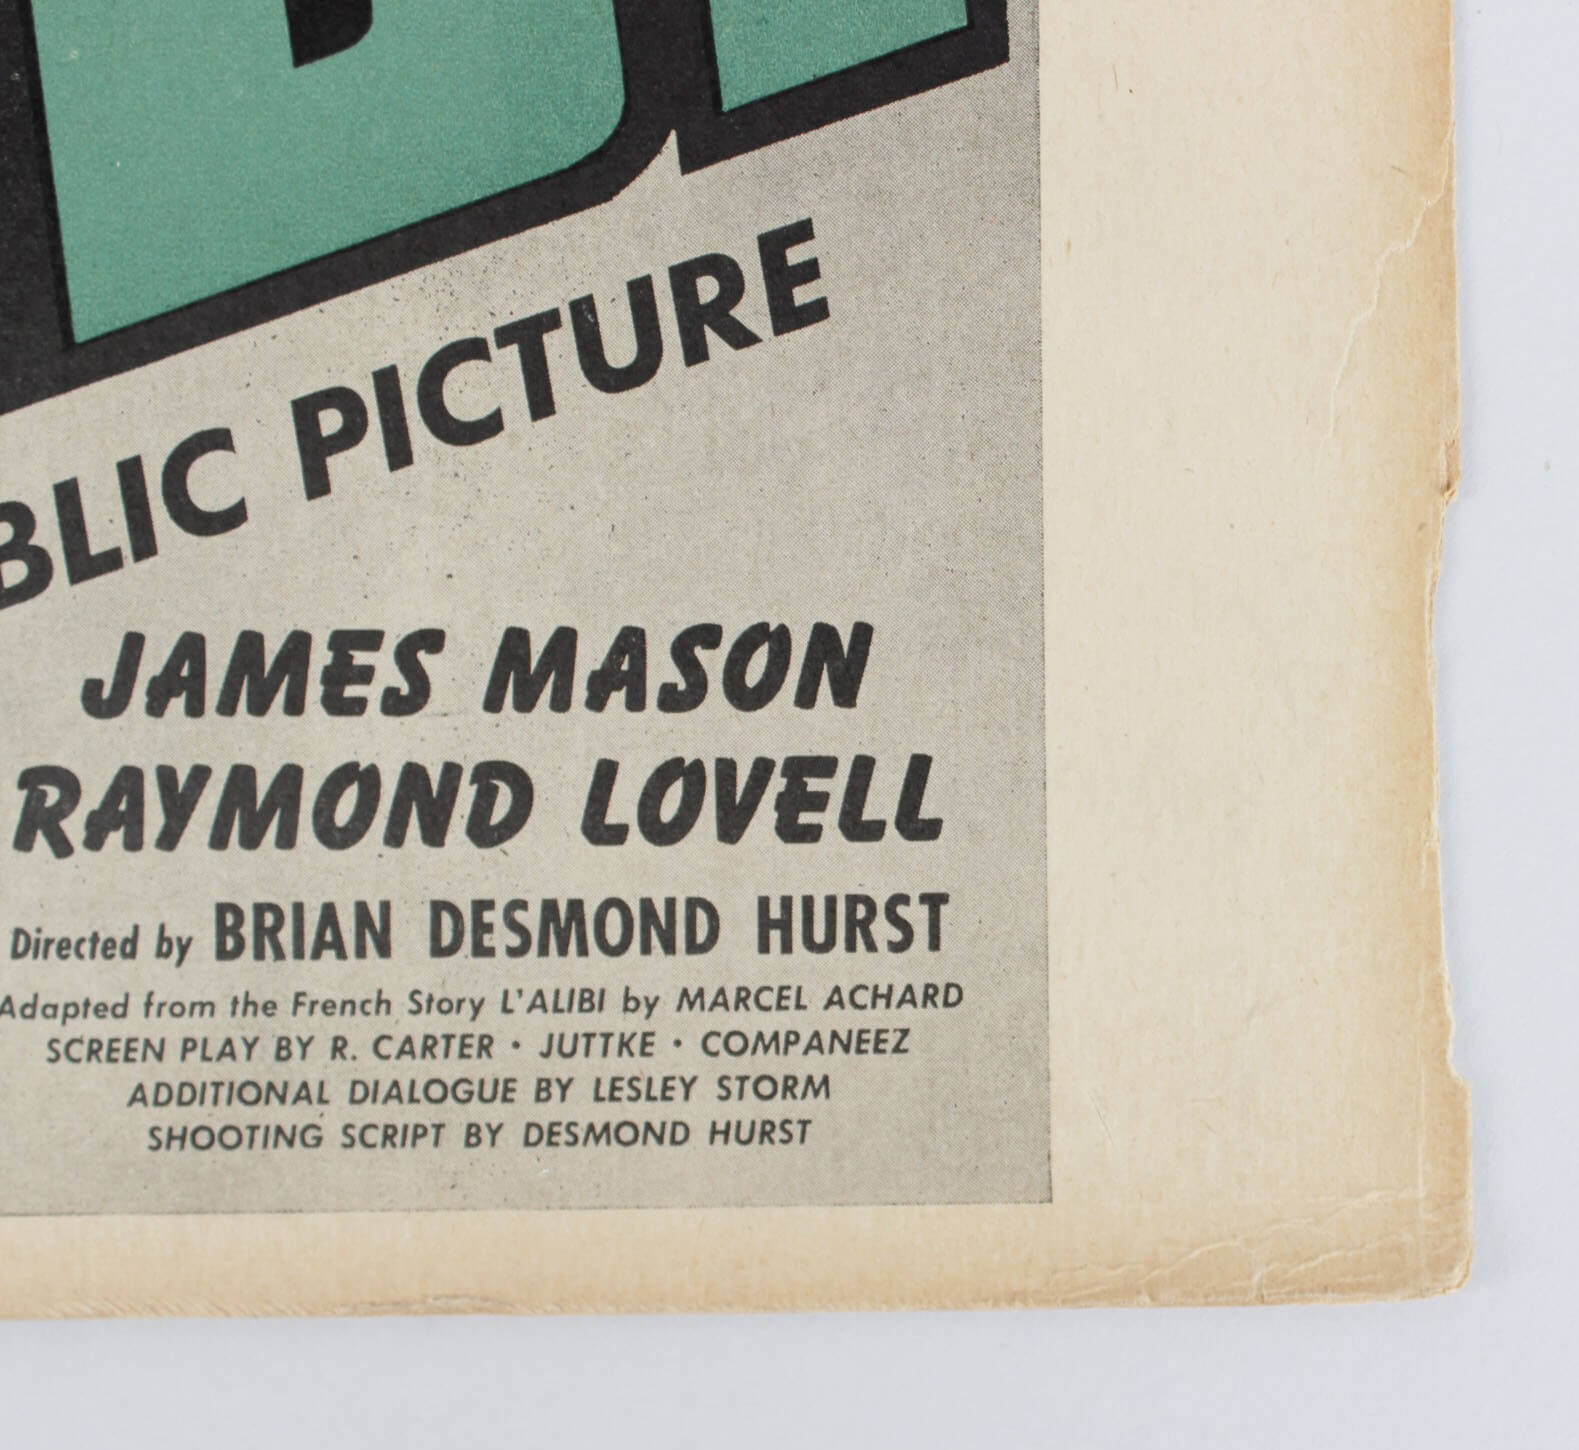 BI
BLIC PICTURE
JAMES MASON
RAYMOND LOVELL
Directed by BRIAN DESMOND HURST
Adapted from the French Story L'ALIBI by MARCEL ACHARD
SCREEN PLAY BY R. CARTER • JUTTKE • COMPANEEZ
ADDITIONAL DIALOGUE BY LESLEY STORM
SHOOTING SCRIPT BY DESMOND HURST